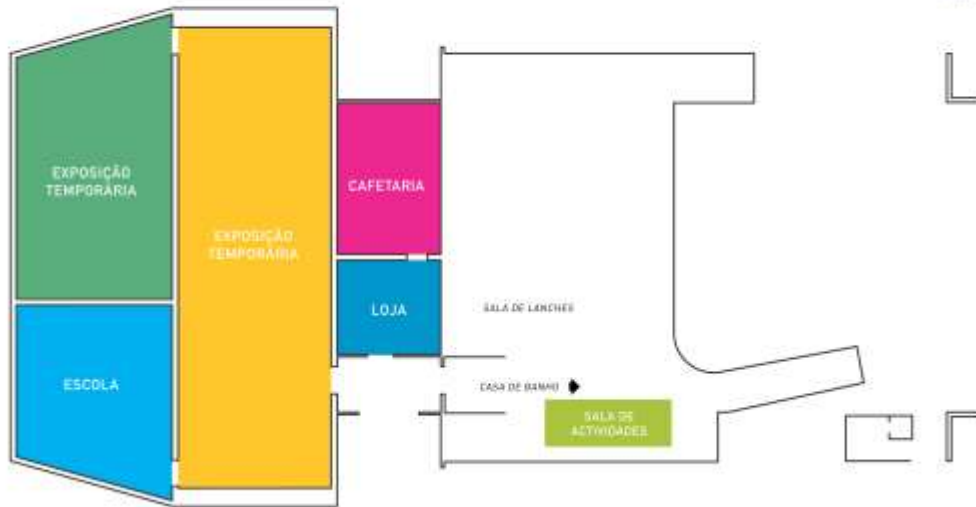 EXPOSIÇÃO
TEMPORÁRIA
EXPOSIÇÃO
TEMPORÁRIA
CAFETARIA
LOJA
ESCOLA
SALA DE LANCHES
CASA DE BANHO
SALA DE
ACTIVIDADES